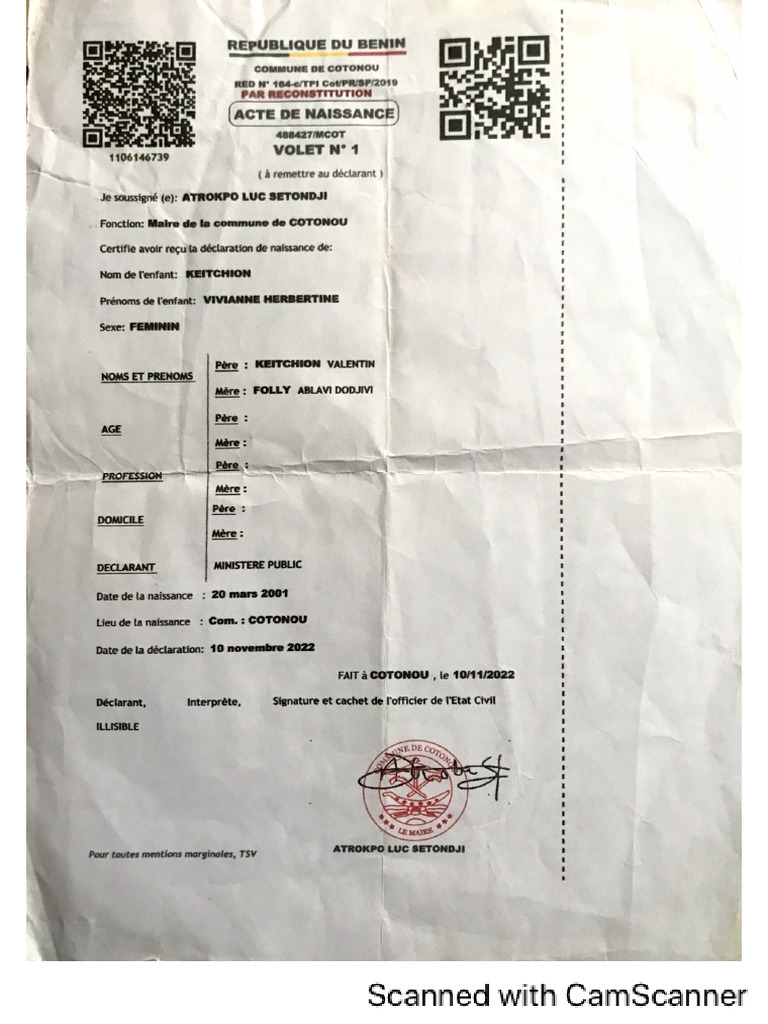 REPUBLIQUE DU BENIN
COMMUNE DE COTONOU
RED N° 164-c/TPI Cot/PR/SP/2019
PAR RECONSTITUTION
ACTE DE NAISSANCE
488427/MCOT
VOLET N° 1
1106146739
( à remettre au déclarant )
Je soussigné (e): ATROKPO LUC SETONDJI
Fonction: Maire de la commune de COTONOU
Certifie avoir reçu la déclaration de naissance de:
Nom de l'enfant: KEITCHION
Prénoms de l'enfant: VIVIANNE HERBERTINE
Sexe: FEMININ
NOMS ET PRENOMS
Père : KEITCHION VALENTIN
Mère : FOLLY ABLAVI DODJIVI
AGE
Père :
Mère :
PROFESSION
Père :
Mère :
DOMICILE
Père :
Mère :
DECLARANT MINISTERE PUBLIC
Date de la naissance : 20 mars 2001
Lieu de la naissance : Com. : COTONOU
Date de la déclaration: 10 novembre 2022
FAIT à COTONOU , le 10/11/2022
Déclarant, Interprète, Signature et cachet de l'officier de l'Etat Civil
ILLISIBLE
COMMUNE DE COTONOU
LE MAIRE
ATROKPO LUC SETONDJI
Pour toutes mentions marginales, TSV
Scanned with CamScanner